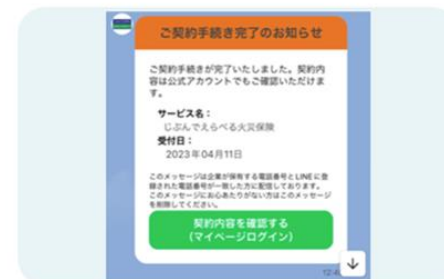 ご契約手続き完了のお知らせ
ご契約手続きが完了いたしました。契約内
容は公式アカウントでもご確認いただけま
す。
サービス名：
じぶんでえらべる火災保険
受付日：
2023年04月11日
このメッセージは企業が保有する電話番号とLINEに登
録された電話番号が一致した方に配信しております。
このメッセージにお心あたりがない方はこのメッセージ
を削除してください。
契約内容を確認する
（マイページログイン）